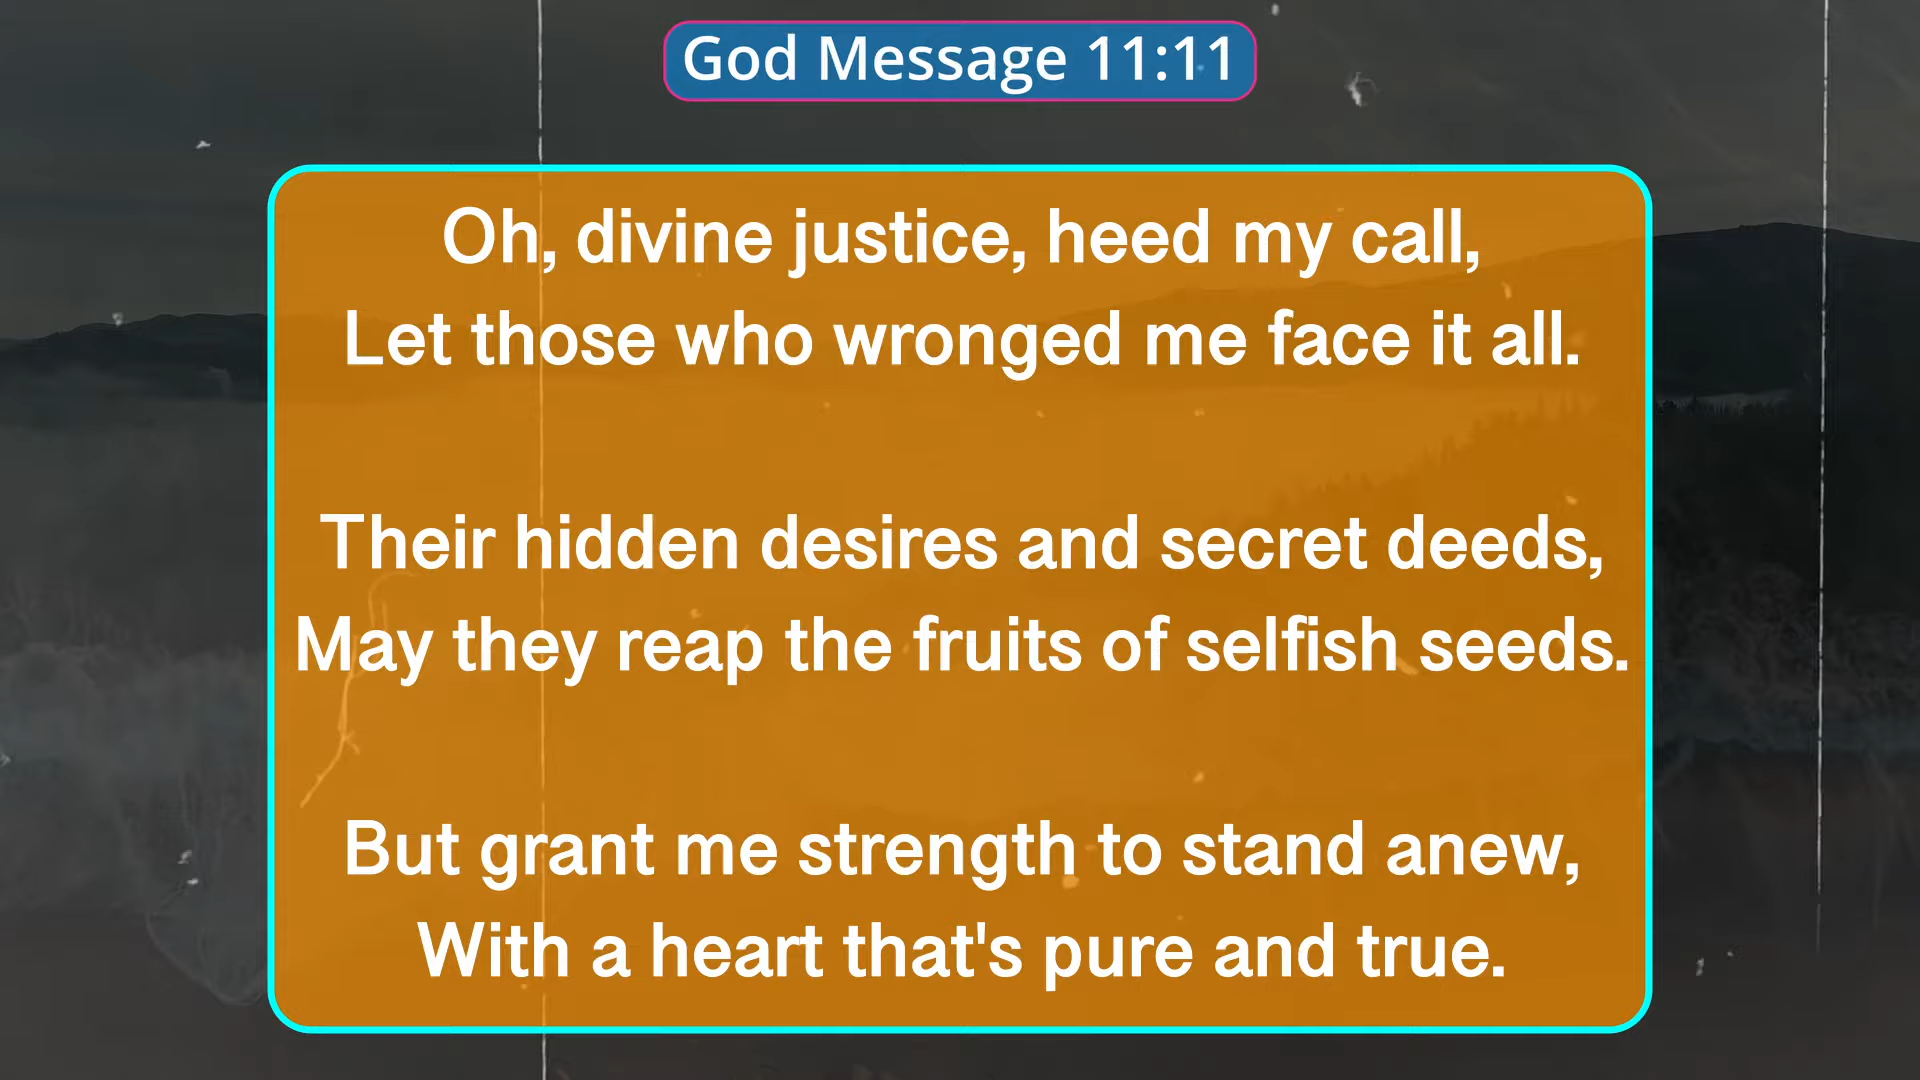 God Message 11:11
Oh, divine justice, heed my call,
Let those who wronged me face it all.
Their hidden desires and secret deeds,
May they reap the fruits of selfish seeds.
But grant me strength to stand anew,
With a heart that's pure and true.